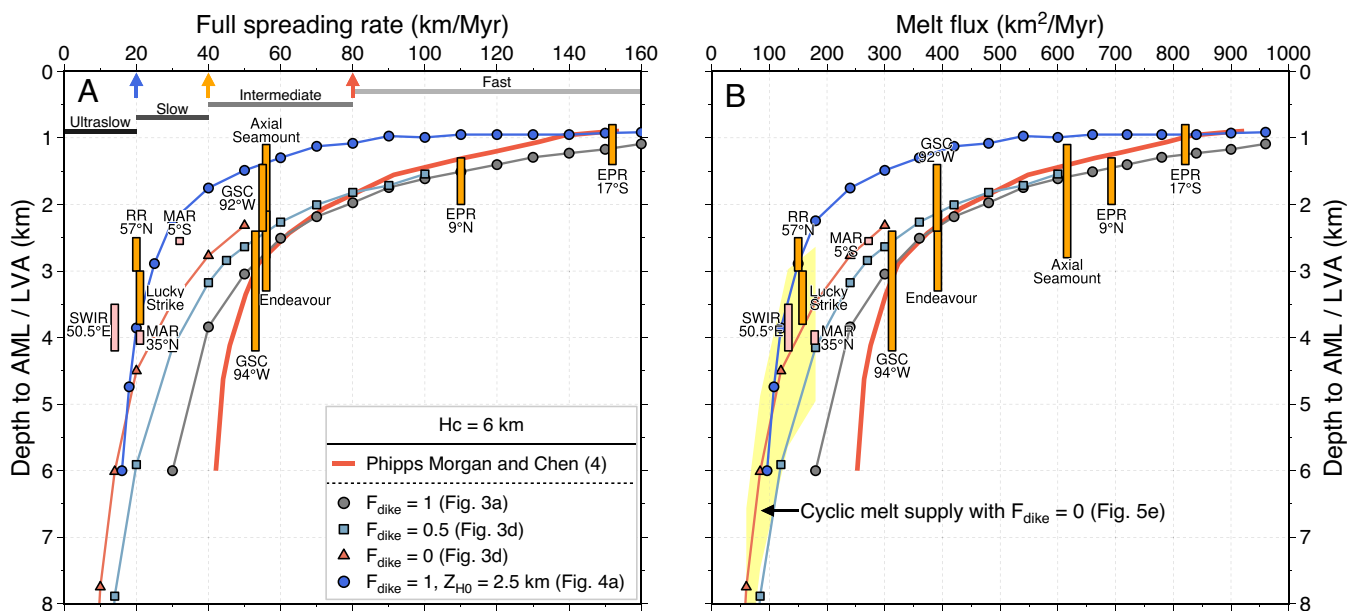 Full spreading rate (km/Myr)
0 20 40 60 80 100 120 140 160
A
Ultraslow
Slow
Intermediate
Fast
Depth to AML / LVA (km)
0
1
2
3
4
5
6
7
8
Axial
Seamount
GSC
92°W
RR
57°N
MAR
5°S
Lucky
Strike
SWIR
50.5°E
MAR
35°N
Endeavour
GSC
94°W
EPR
9°N
EPR
17°S
Hc = 6 km
Phipps Morgan and Chen (4)
Fdike = 1 (Fig. 3a)
Fdike = 0.5 (Fig. 3d)
Fdike = 0 (Fig. 3d)
Fdike = 1, ZH0 = 2.5 km (Fig. 4a)
Melt flux (km2/Myr)
0 100 200 300 400 500 600 700 800 900 1000
B
GSC
92°W
RR
57°N
MAR
5°S
Lucky
Strike
SWIR
50.5°E
MAR
35°N
Endeavour
GSC
94°W
Axial
Seamount
EPR
9°N
EPR
17°S
Cyclic melt supply with Fdike = 0 (Fig. 5e)
0
1
2
3
4
5
6
7
8
Depth to AML / LVA (km)